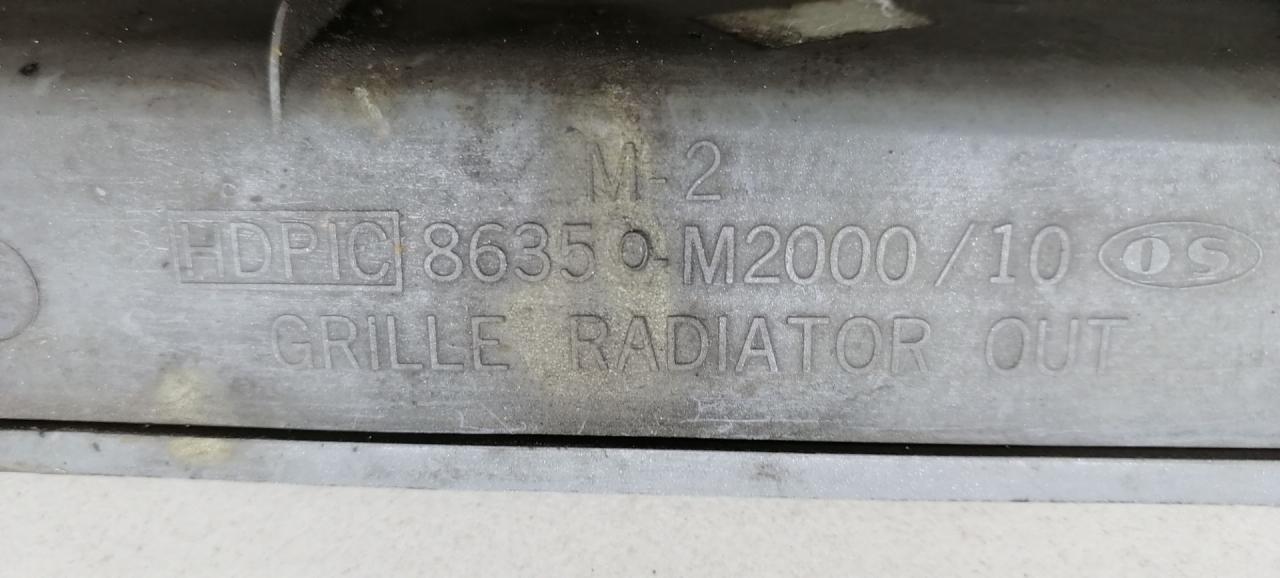 M-2
HDPIC 86350-M2000/10 OS
GRILLE RADIATOR OUT